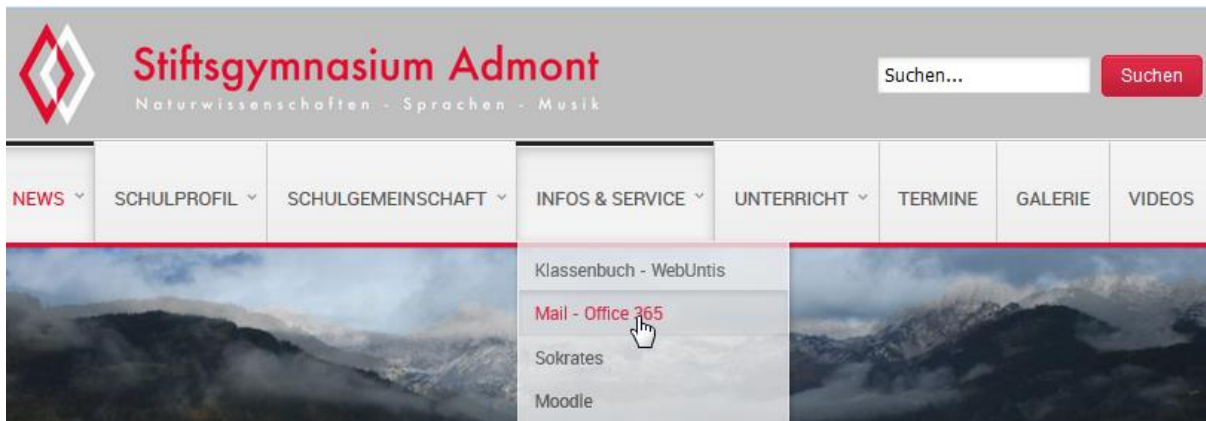 Stiftsgymnasium Admont
Naturwissenschaften - Sprachen - Musik
Suchen...
Suchen
NEWS
SCHULPROFIL
SCHULGEMEINSCHAFT
INFOS & SERVICE
UNTERRICHT
TERMINE
GALERIE
VIDEOS
Klassenbuch - WebUntis
Mail - Office 365
Sokrates
Moodle